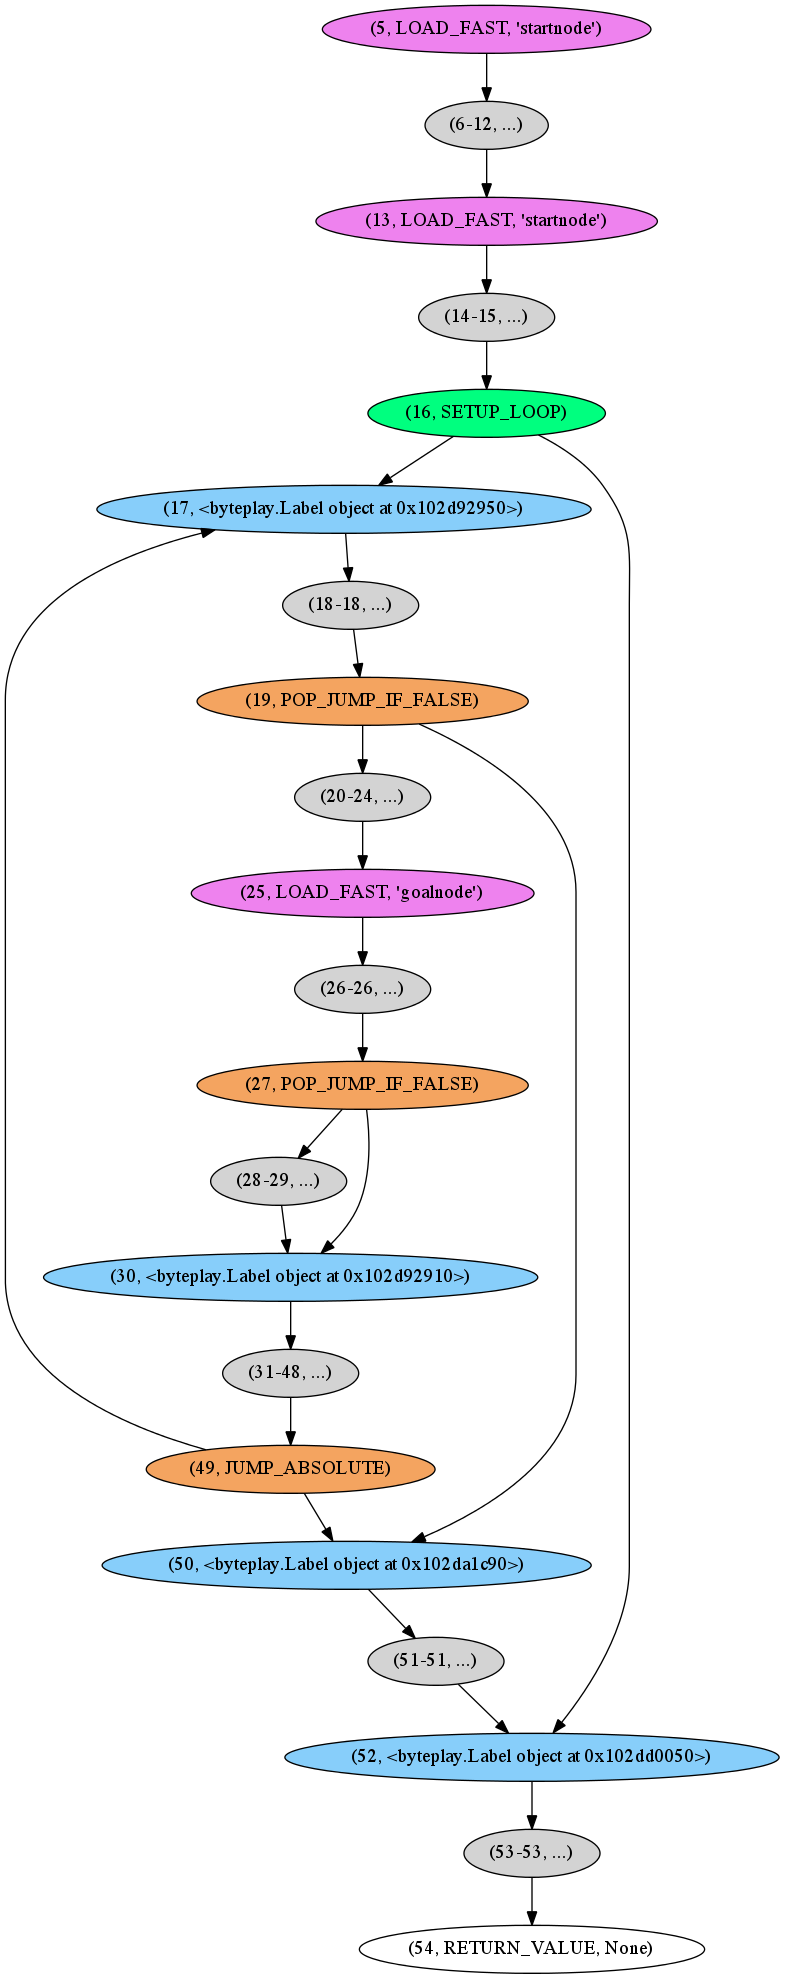 (5, LOAD_FAST, 'startnode')
(6-12, ...)
(13, LOAD_FAST, 'startnode')
(14-15, ...)
(16, SETUP_LOOP)
(17, <byteplay.Label object at 0x102d92950>)
(18-18, ...)
(19, POP_JUMP_IF_FALSE)
(20-24, ...)
(25, LOAD_FAST, 'goalnode')
(26-26, ...)
(27, POP_JUMP_IF_FALSE)
(28-29, ...)
(30, <byteplay.Label object at 0x102d92910>)
(31-48, ...)
(49, JUMP_ABSOLUTE)
(50, <byteplay.Label object at 0x102da1c90>)
(51-51, ...)
(52, <byteplay.Label object at 0x102dd0050>)
(53-53, ...)
(54, RETURN_VALUE, None)